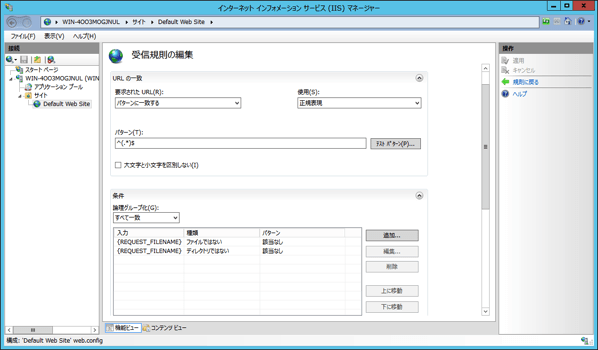 インターネット インフォメーション サービス (IIS) マネージャー
WIN-4OO3MOGJNUL ▸ サイト ▸ Default Web Site ▸
ファイル(F) 表示(V) ヘルプ(H)
接続
スタート ページ
WIN-4OO3MOGJNUL (WIN
アプリケーション プール
サイト
Default Web Site
受信規則の編集
URL の一致
要求された URL(R): 使用(S):
パターンに一致する 正規表現
パターン(T):
^(.*)$ テスト パターン(P)...
大文字と小文字を区別しない(I)
条件
論理グループ化(G):
すべて一致
入力 種類 パターン
{REQUEST_FILENAME} ファイルではない 該当なし
{REQUEST_FILENAME} ディレクトリではない 該当なし
追加...
編集...
削除
上に移動
下に移動
機能ビュー コンテンツ ビュー
操作
適用
キャンセル
規則に戻る
ヘルプ
構成: 'Default Web Site' web.config